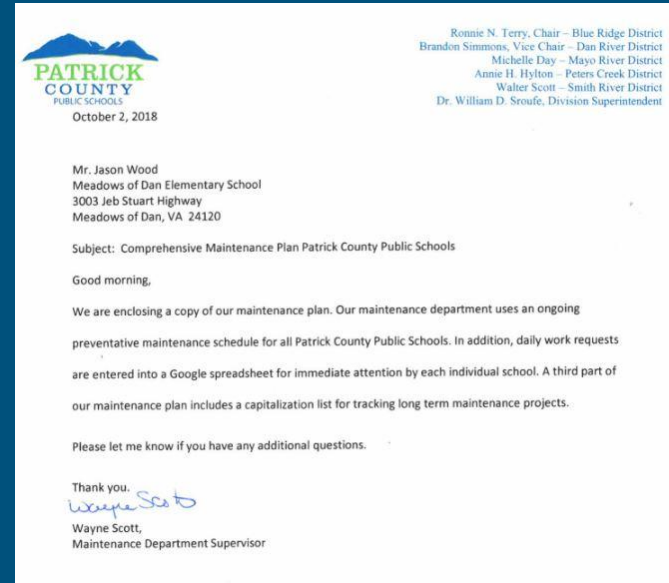 PATRICK
COUNTY
PUBLIC SCHOOLS
Ronnie N. Terry, Chair – Blue Ridge District
Brandon Simmons, Vice Chair – Dan River District
Michelle Day – Mayo River District
Annie H. Hylton – Peters Creek District
Walter Scott – Smith River District
Dr. William D. Sroufe, Division Superintendent
October 2, 2018
Mr. Jason Wood
Meadows of Dan Elementary School
3003 Jeb Stuart Highway
Meadows of Dan, VA 24120
Subject: Comprehensive Maintenance Plan Patrick County Public Schools
Good morning,
We are enclosing a copy of our maintenance plan. Our maintenance department uses an ongoing
preventative maintenance schedule for all Patrick County Public Schools. In addition, daily work requests
are entered into a Google spreadsheet for immediate attention by each individual school. A third part of
our maintenance plan includes a capitalization list for tracking long term maintenance projects.
Please let me know if you have any additional questions.
Thank you.
Wayne Scott
Wayne Scott,
Maintenance Department Supervisor